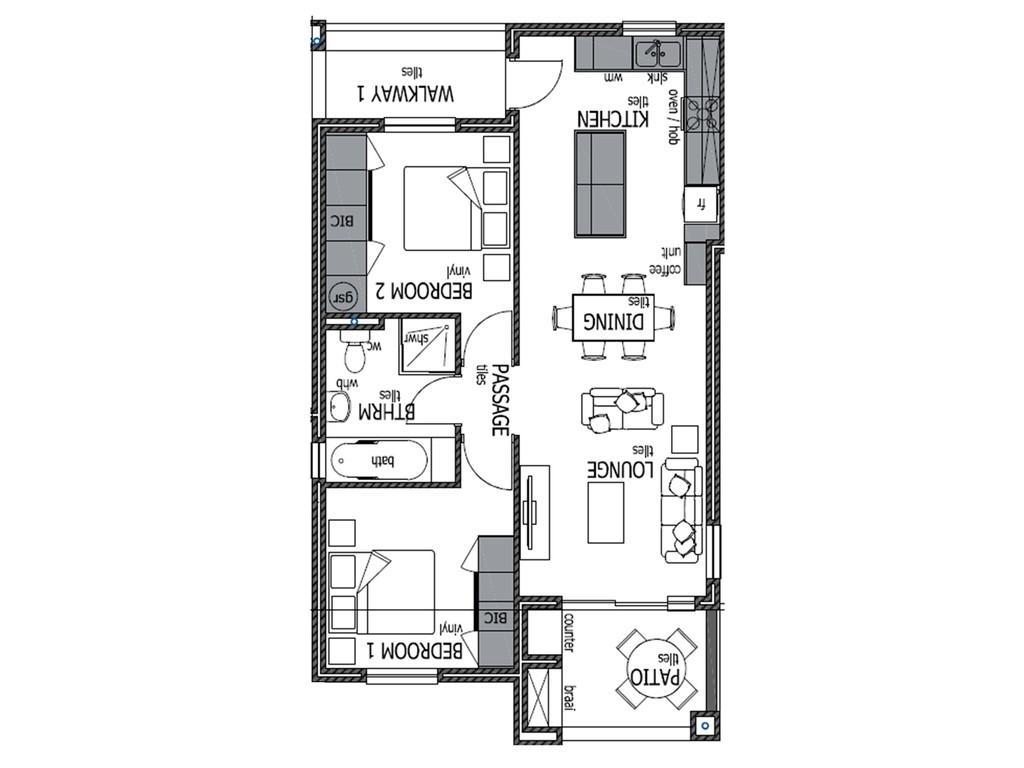 PATIO
tiles
braai
counter
BEDROOM 1
vinyl
BIC
LOUNGE
tiles
bath
BTHRM
tiles
whb
wc
shwr
PASSAGE
tiles
DINING
tiles
BEDROOM 2
vinyl
gsr
BIC
coffee
unit
fr
KITCHEN
tiles
oven / hob
sink
wm
WALKWAY 1
tiles